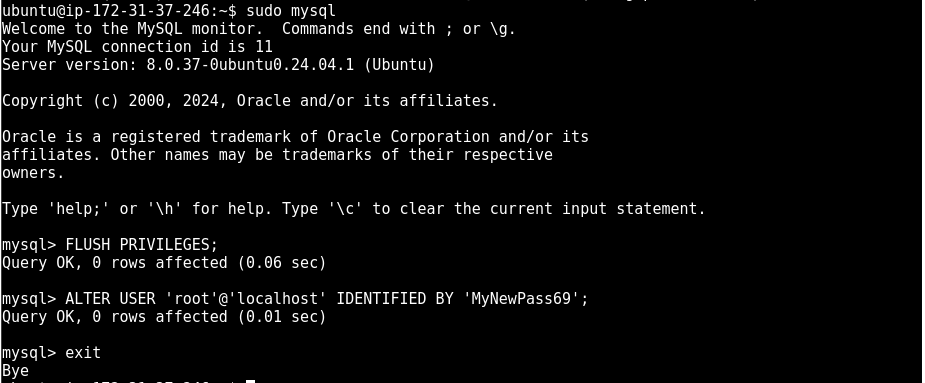 ubuntu@ip-172-31-37-246:~$ sudo mysql
Welcome to the MySQL monitor.  Commands end with ; or \g.
Your MySQL connection id is 11
Server version: 8.0.37-0ubuntu0.24.04.1 (Ubuntu)
Copyright (c) 2000, 2024, Oracle and/or its affiliates.
Oracle is a registered trademark of Oracle Corporation and/or its
affiliates. Other names may be trademarks of their respective
owners.
Type 'help;' or '\h' for help. Type '\c' to clear the current input statement.
mysql> FLUSH PRIVILEGES;
Query OK, 0 rows affected (0.06 sec)
mysql> ALTER USER 'root'@'localhost' IDENTIFIED BY 'MyNewPass69';
Query OK, 0 rows affected (0.01 sec)
mysql> exit
Bye